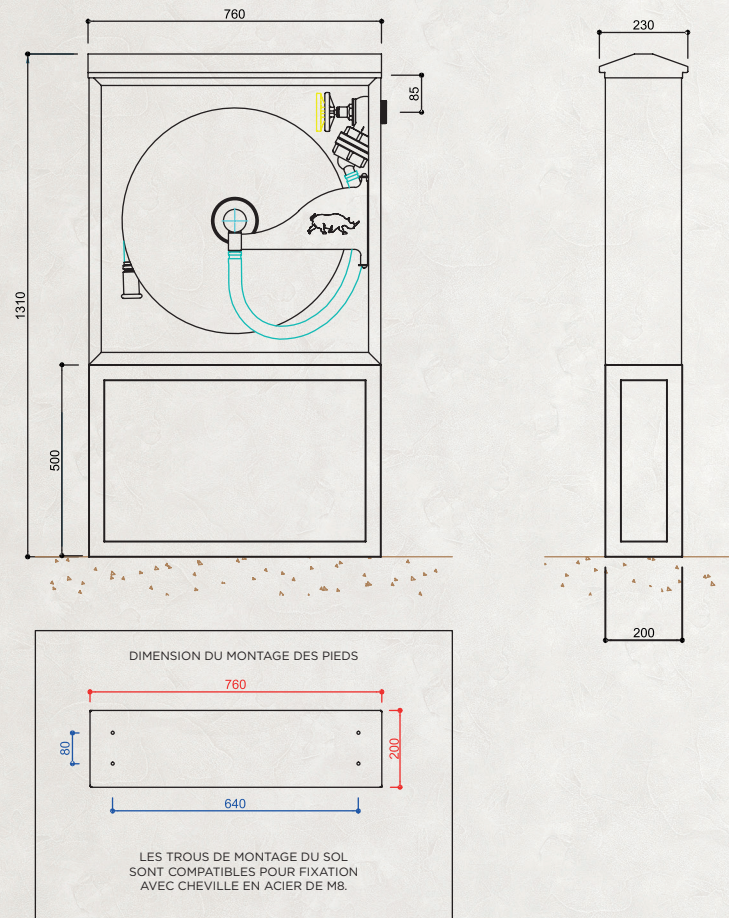 760
230
85
1310
500
200
DIMENSION DU MONTAGE DES PIEDS
760
80
200
640
LES TROUS DE MONTAGE DU SOL
SONT COMPATIBLES POUR FIXATION
AVEC CHEVILLE EN ACIER DE M8.